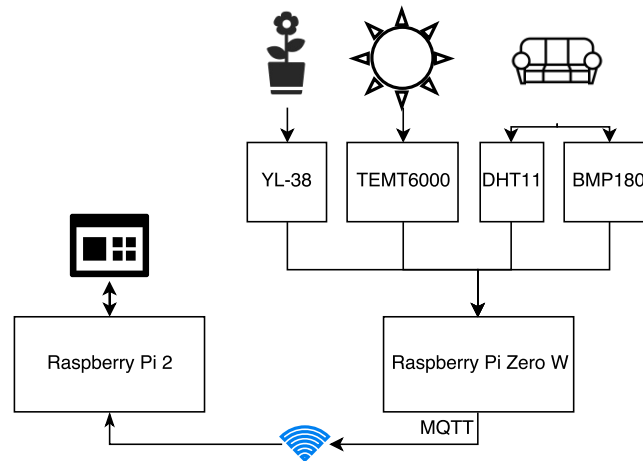 YL-38
TEMT6000
DHT11
BMP180
Raspberry Pi 2
Raspberry Pi Zero W
MQTT